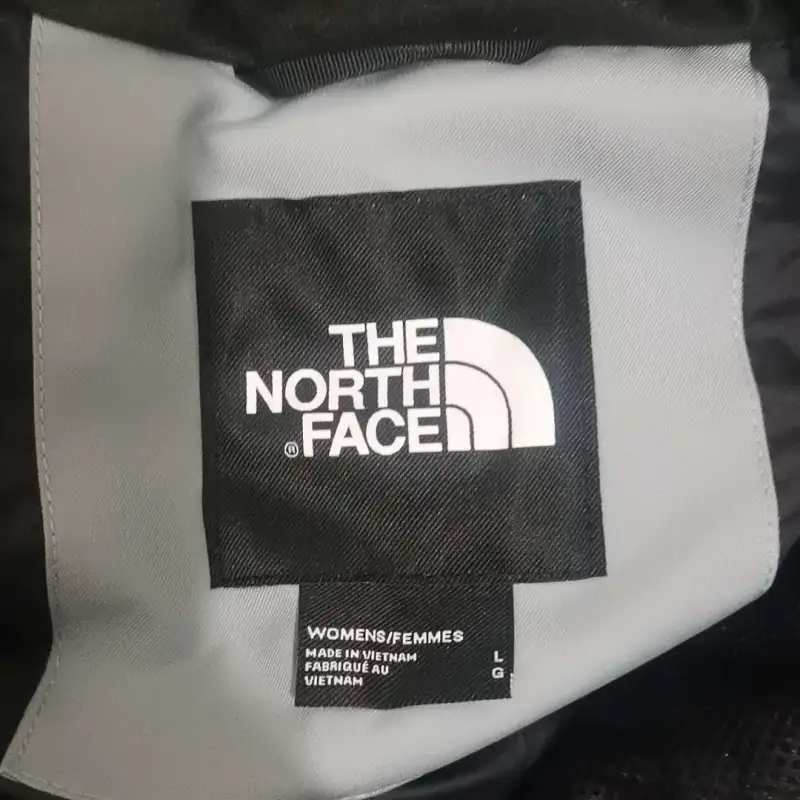 THE
NORTH
®FACE
WOMENS/FEMMES
MADE IN VIETNAM L
FABRIQUÉ AU G
VIETNAM